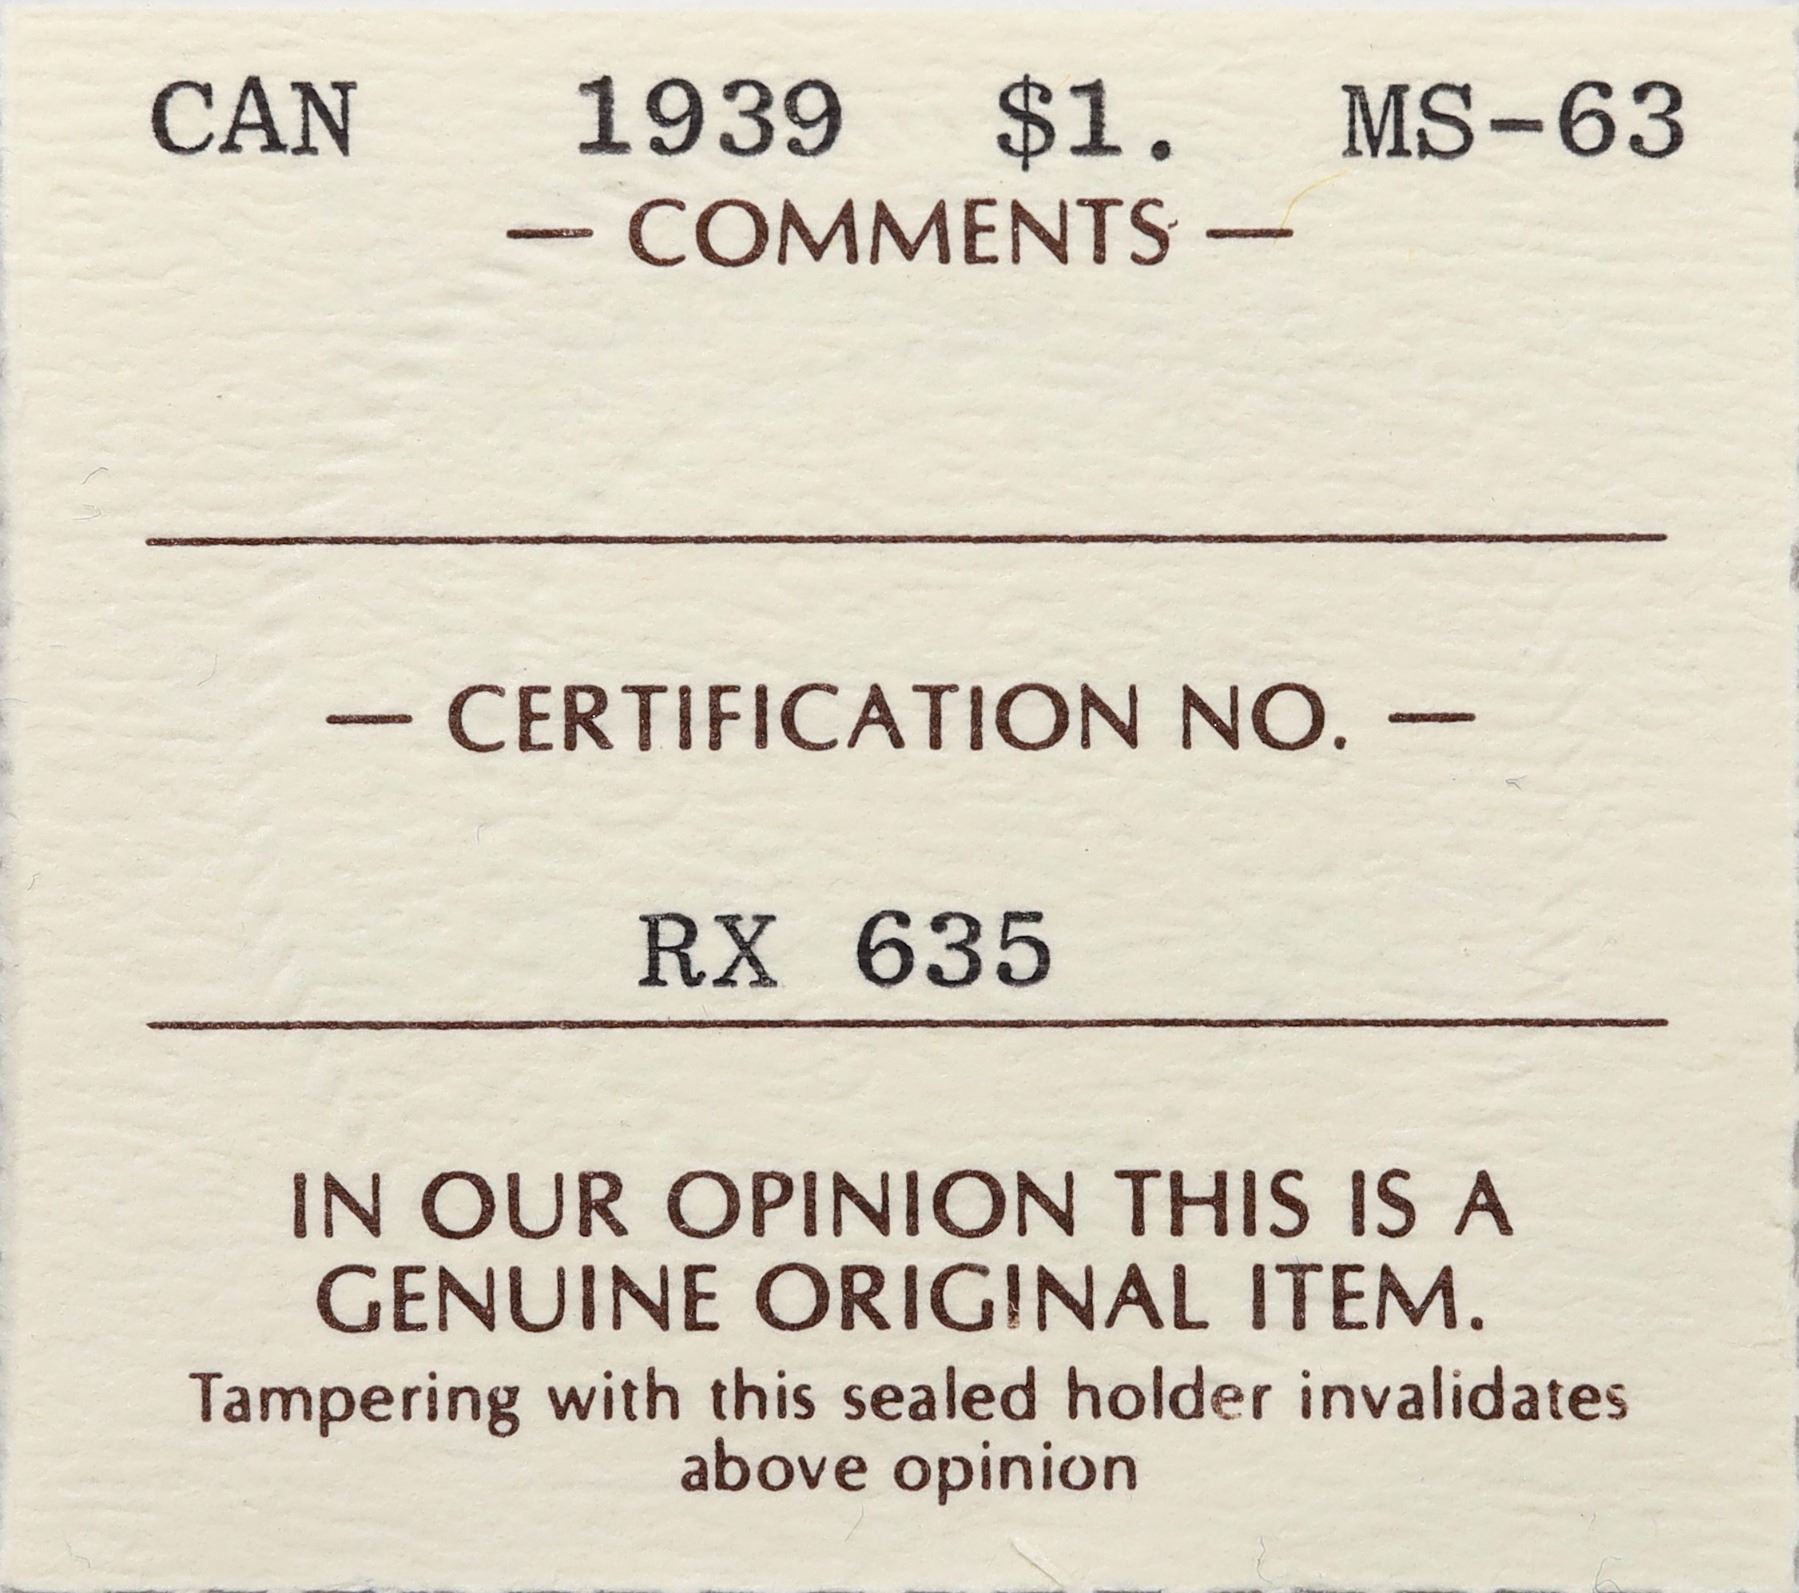 CAN 1939 $1. MS-63
— COMMENTS —
— CERTIFICATION NO. —
RX 635
IN OUR OPINION THIS IS A
GENUINE ORIGINAL ITEM.
Tampering with this sealed holder invalidates
above opinion